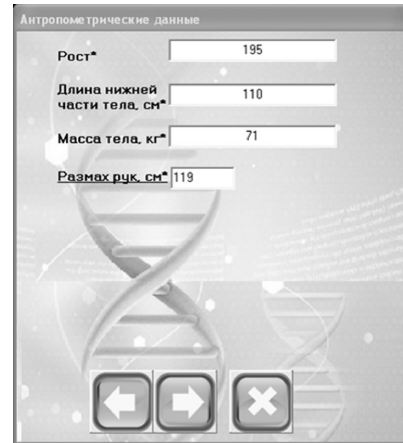 Антропометрические данные
Рост* 195
Длина нижней
части тела, см* 110
Масса тела, кг* 71
Размах рук, см* 119